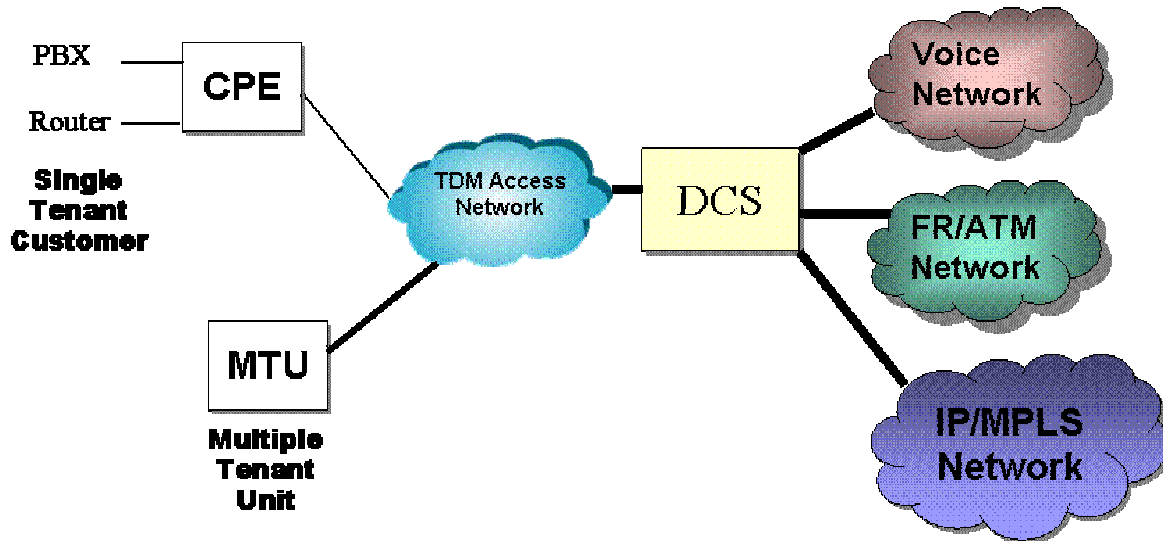 PBX
Router
CPE
Single
Tenant
Customer
MTU
Multiple
Tenant
Unit
TDM Access
Network
DCS
Voice
Network
FR/ATM
Network
IP/MPLS
Network